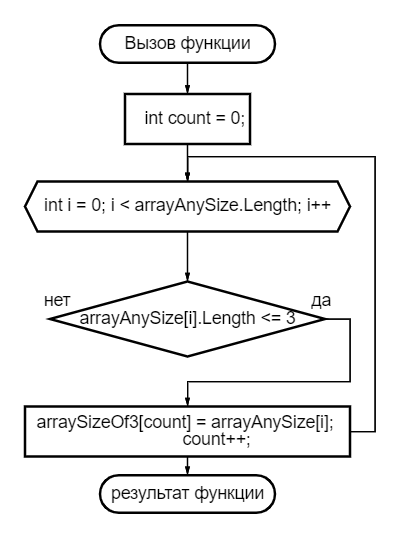 Вызов функции
int count = 0;
int i = 0; i < arrayAnySize.Length; i++
нет
да
arrayAnySize[i].Length <= 3
arraySizeOf3[count] = arrayAnySize[i];
count++;
результат функции